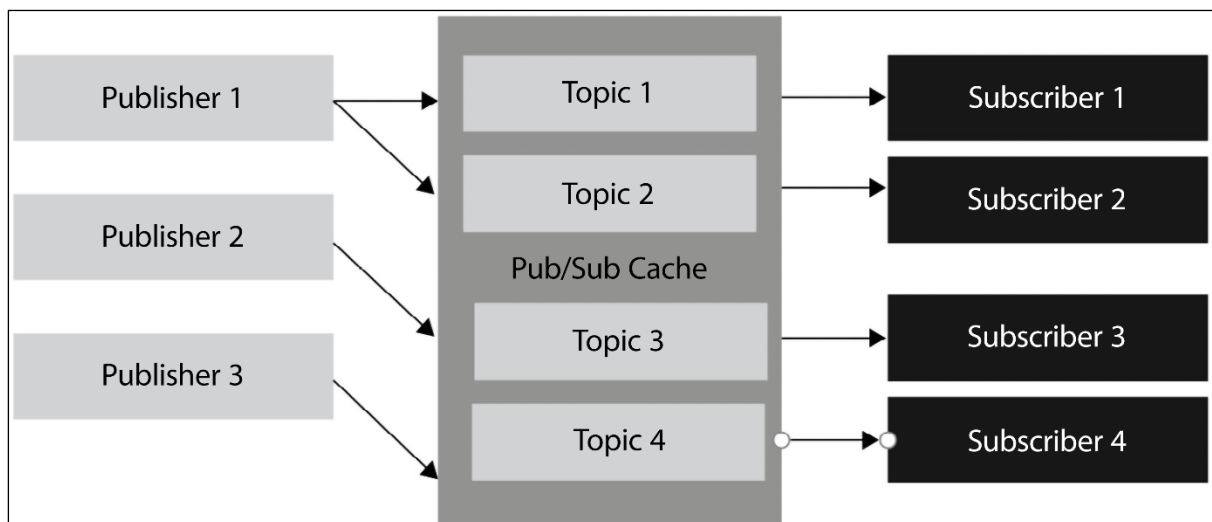 Publisher 1
Publisher 2
Publisher 3
Topic 1
Topic 2
Pub/Sub Cache
Topic 3
Topic 4
Subscriber 1
Subscriber 2
Subscriber 3
Subscriber 4